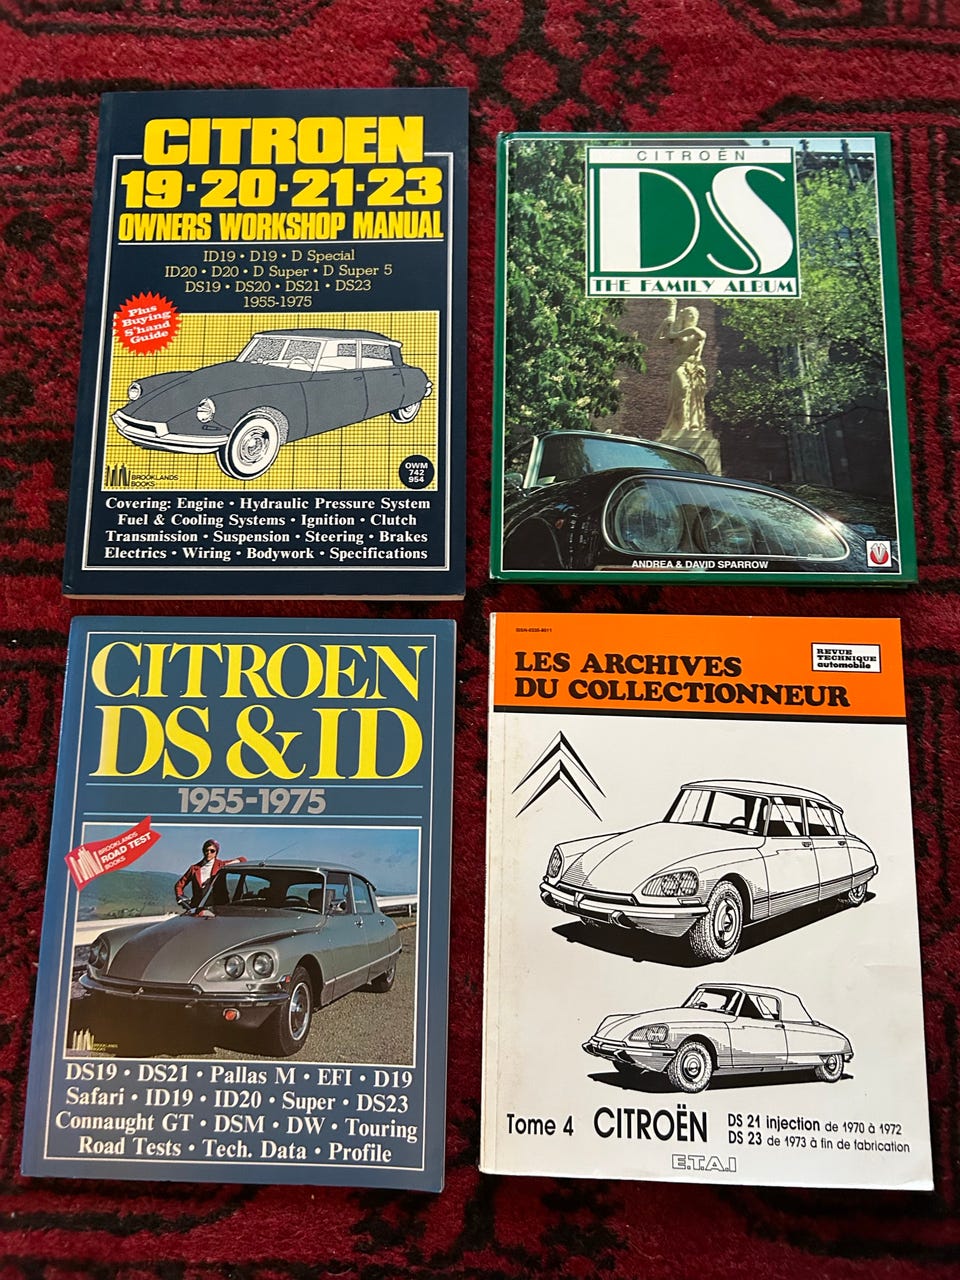 CITROEN
19·20·21·23
OWNERS WORKSHOP MANUAL
ID19 • D19 • D Special
ID20 • D20 • D Super • D Super 5
DS19 • DS20 • DS21 • DS23
1955-1975
Plus
Buying
S'hand
Guide
BROOKLANDS
BOOKS
OWM
742
954
Covering: Engine • Hydraulic Pressure System
Fuel & Cooling Systems • Ignition • Clutch
Transmission • Suspension • Steering • Brakes
Electrics • Wiring • Bodywork • Specifications
CITROËN
DS
THE FAMILY ALBUM
ANDREA & DAVID SPARROW
CITROEN
DS & ID
1955-1975
BROOKLANDS
ROAD TEST
BOOKS
BROOKLANDS
BOOKS
DS19 • DS21 • Pallas M • EFI • D19
Safari • ID19 • ID20 • Super • DS23
Connaught GT • DSM • DW • Touring
Road Tests • Tech. Data • Profile
REVUE
TECHNIQUE
automobile
LES ARCHIVES
DU COLLECTIONNEUR
Tome 4 CITROËN DS 21 injection de 1970 à 1972
DS 23 de 1973 à fin de fabrication
E.T.A.I